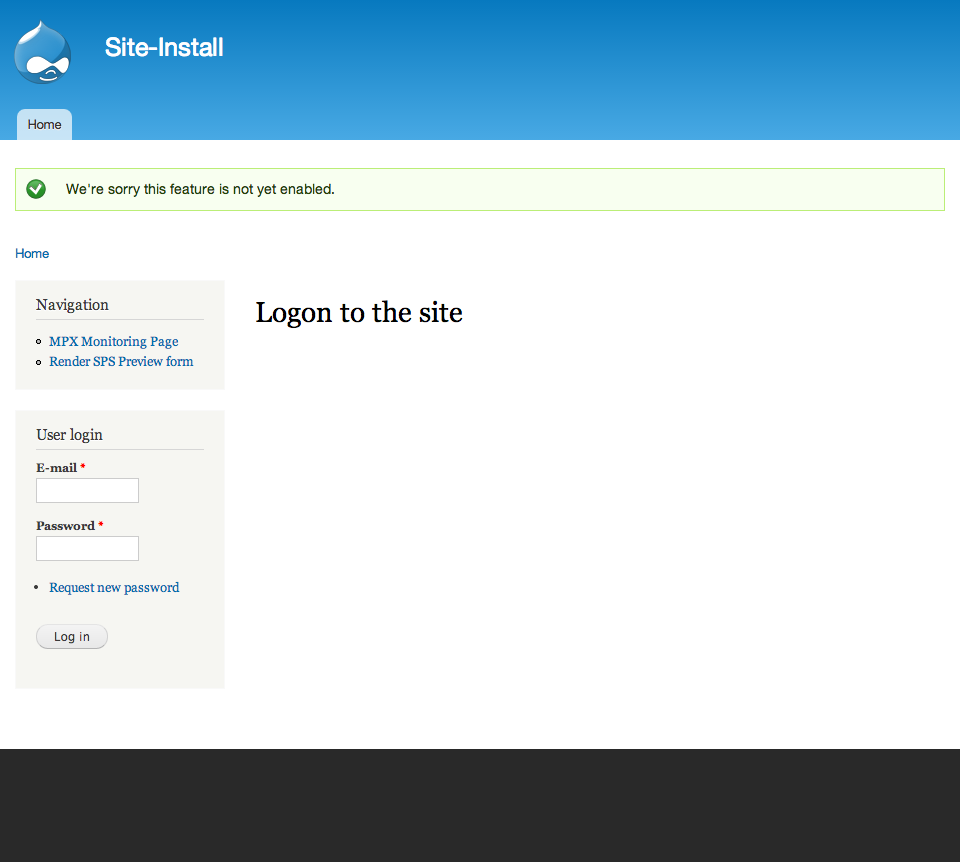 Site-Install
Home
We're sorry this feature is not yet enabled.
Home
Navigation
MPX Monitoring Page
Render SPS Preview form
User login
E-mail *
Password *
Request new password
Log in
Logon to the site